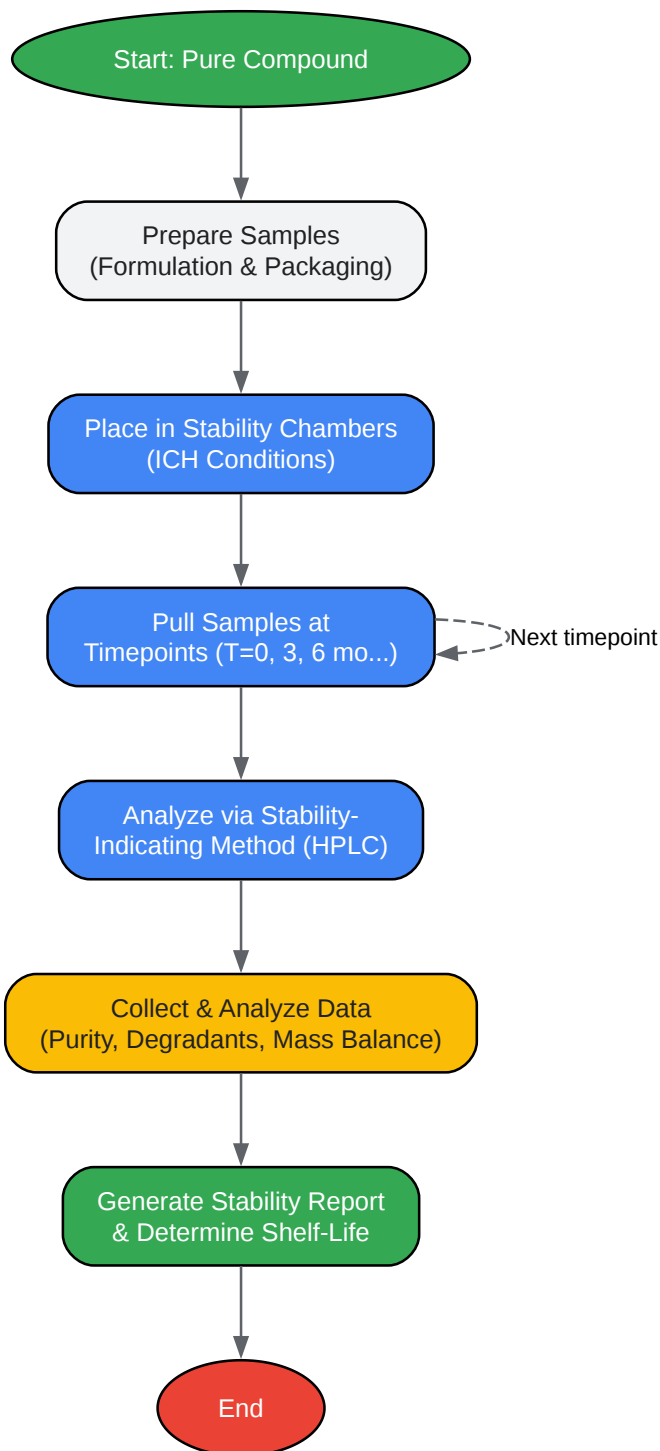 Start: Pure Compound
Prepare Samples
(Formulation & Packaging)
Place in Stability Chambers
(ICH Conditions)
Pull Samples at
Timepoints (T=0, 3, 6 mo...)
Next timepoint
Analyze via Stability-
Indicating Method (HPLC)
Collect & Analyze Data
(Purity, Degradants, Mass Balance)
Generate Stability Report
& Determine Shelf-Life
End